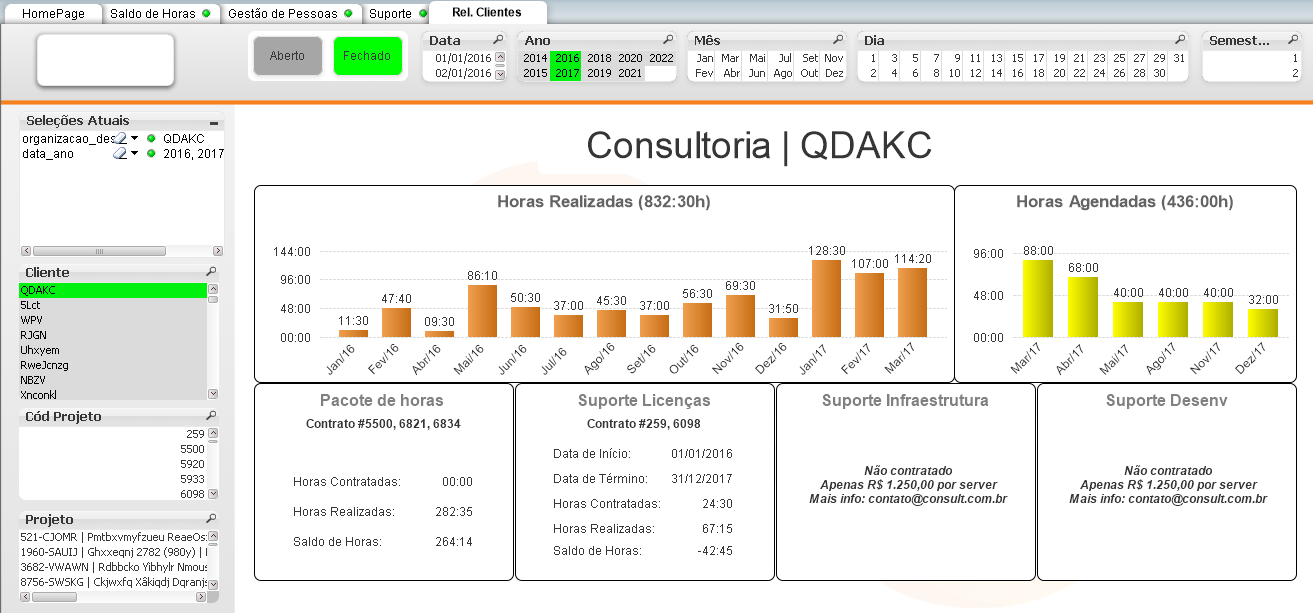 HomePage Saldo de Horas Gestão de Pessoas Suporte Rel. Clientes
Aberto
Fechado
Data
01/01/2016
02/01/2016
Ano
2014 2016 2018 2020 2022
2015 2017 2019 2021
Mês
Jan Mar Mai Jul Set Nov
Fev Abr Jun Ago Out Dez
Dia
1 3 5 7 9 11 13 15 17 19 21 23 25 27 29 31
2 4 6 8 10 12 14 16 18 20 22 24 26 28 30
Semest...
1
2
Seleções Atuais
organizacao_des QDAKC
data_ano 2016, 2017
Cliente
QDAKC
5Lct
WPV
RJGN
Uhxyem
RweJcnzg
NBZV
Xnconkl
Cód Projeto
259
5500
5920
5933
6098
Projeto
521-CJOMR | Pmtbxvmyfzueu ReaeOs
1960-SAUIJ | Ghxxeqnj 2782 (980y) |
3682-VWAWN | Rdbbcko Yibhylr Nmous
8756-SWSKG | Ckjwxfq Xâkiqdj Dqranjs
Consultoria | QDAKC
Horas Realizadas (832:30h)
144:00
96:00
48:00
00:00
11:30 47:40 09:30 86:10 50:30 37:00 45:30 37:00 56:30 69:30 31:50 128:30 107:00 114:20
Jan/16 Fev/16 Abr/16 Mai/16 Jun/16 Jul/16 Ago/16 Set/16 Out/16 Nov/16 Dez/16 Jan/17 Fev/17 Mar/17
Horas Agendadas (436:00h)
96:00
48:00
00:00
88:00 68:00 40:00 40:00 40:00 32:00
Mar/17 Abr/17 Mai/17 Ago/17 Nov/17 Dez/17
Pacote de horas
Contrato #5500, 6821, 6834
Horas Contratadas: 00:00
Horas Realizadas: 282:35
Saldo de Horas: 264:14
Suporte Licenças
Contrato #259, 6098
Data de Início: 01/01/2016
Data de Término: 31/12/2017
Horas Contratadas: 24:30
Horas Realizadas: 67:15
Saldo de Horas: -42:45
Suporte Infraestrutura
Não contratado
Apenas R$ 1.250,00 por server
Mais info: contato@consult.com.br
Suporte Desenv
Não contratado
Apenas R$ 1.250,00 por server
Mais info: contato@consult.com.br